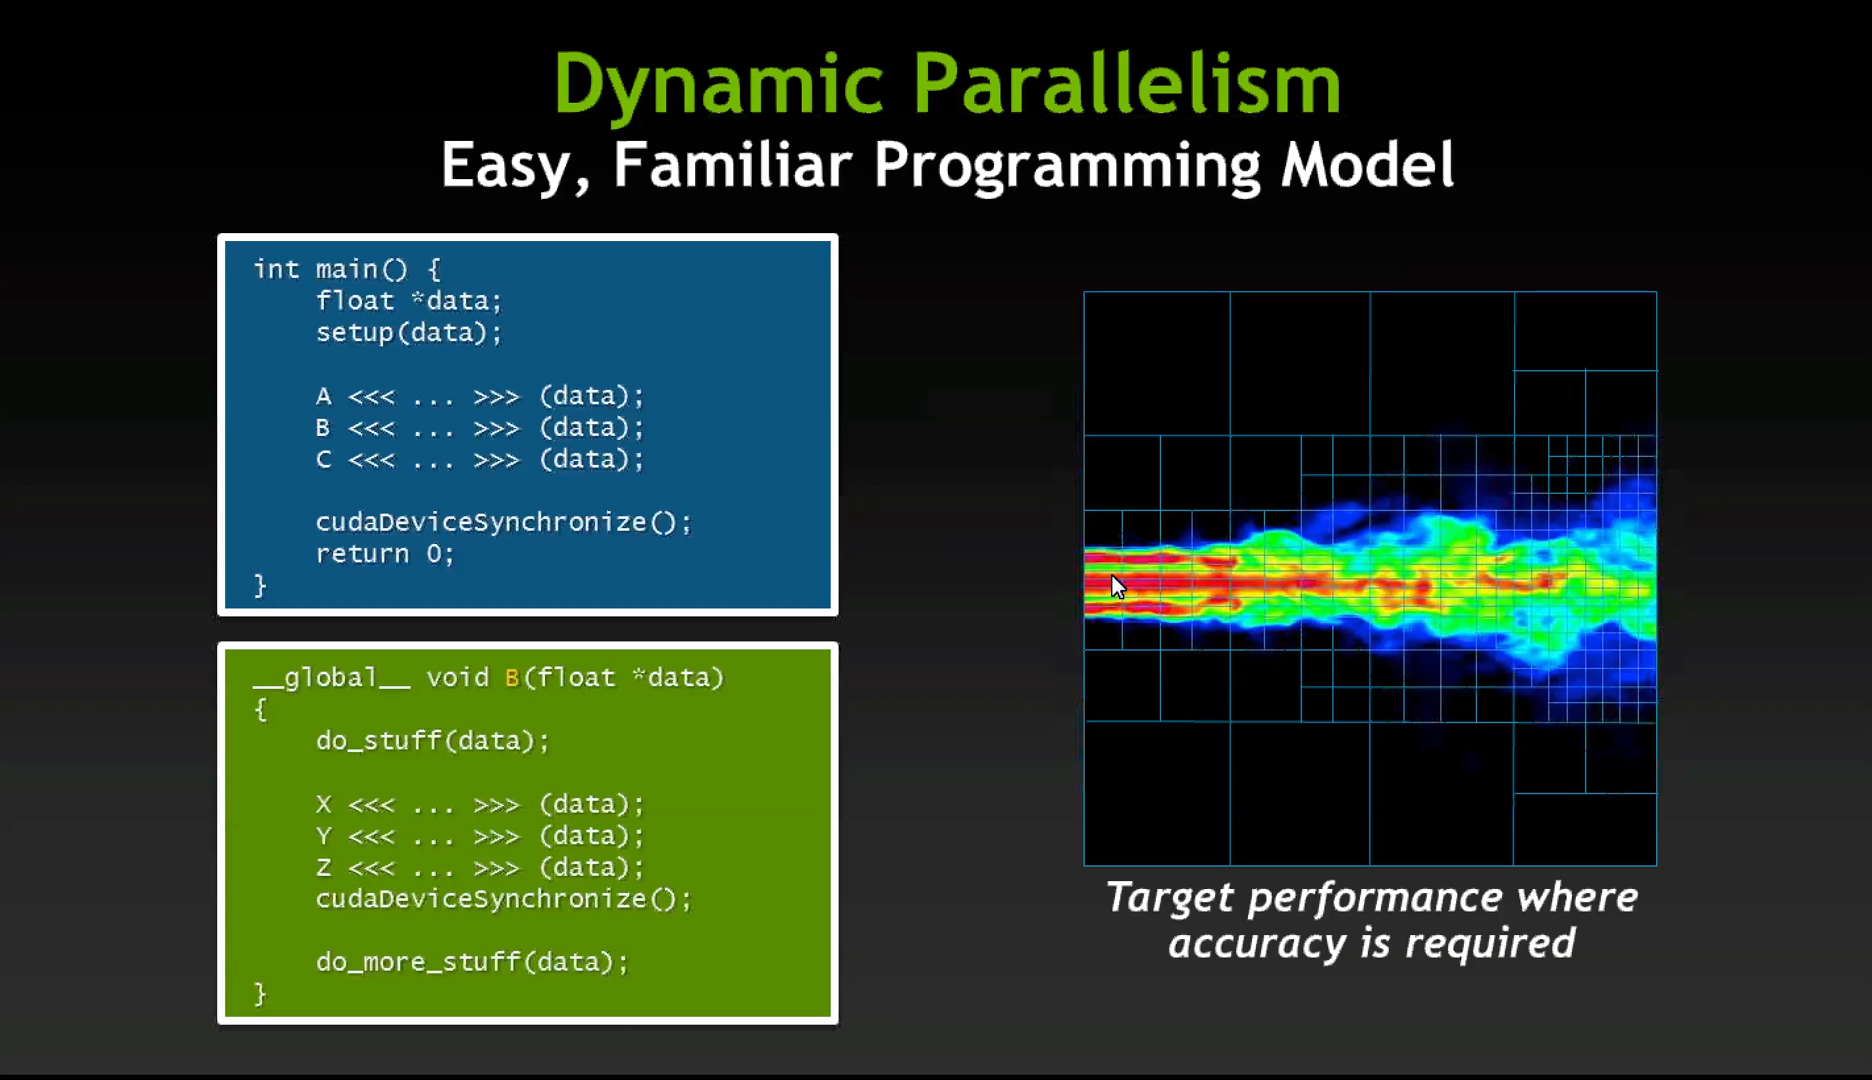 Dynamic Parallelism
Easy, Familiar Programming Model
int main() {
    float *data;
    setup(data);
    A <<< ... >>> (data);
    B <<< ... >>> (data);
    C <<< ... >>> (data);
    cudaDeviceSynchronize();
    return 0;
}
__global__ void B(float *data)
{
    do_stuff(data);
    X <<< ... >>> (data);
    Y <<< ... >>> (data);
    Z <<< ... >>> (data);
    cudaDeviceSynchronize();
    do_more_stuff(data);
}
Target performance where
accuracy is required